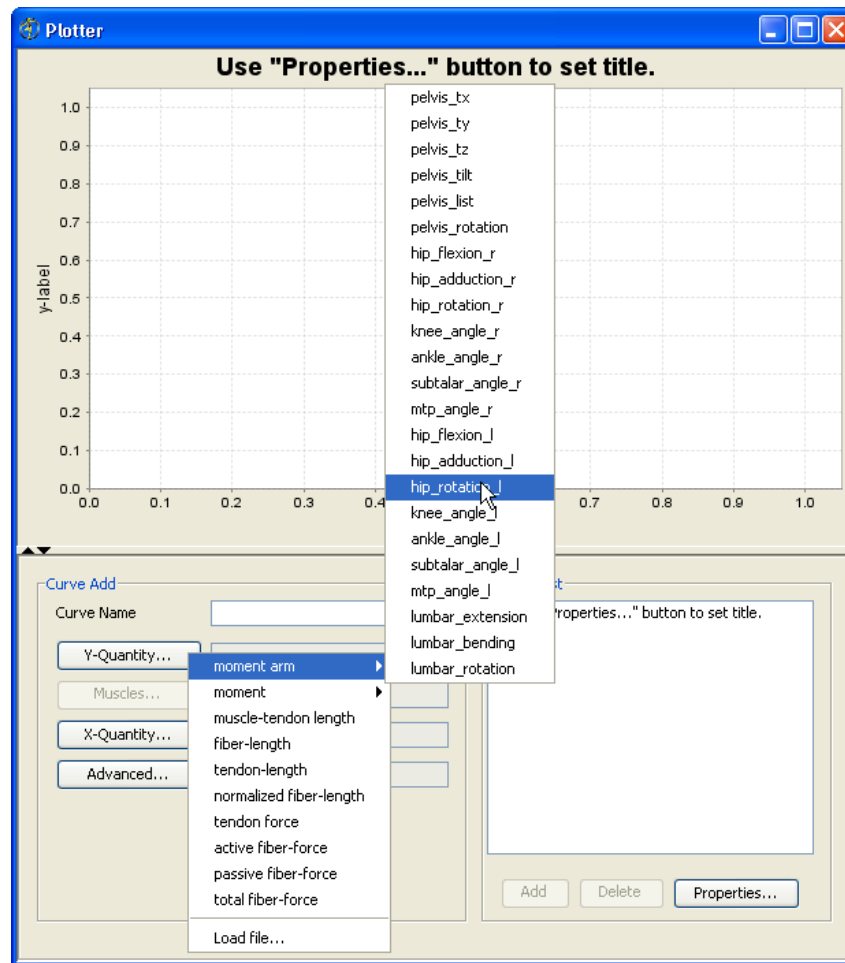 Plotter
Use "Properties..." button to set title.
1.0
0.9
0.8
0.7
0.6
0.5
0.4
0.3
0.2
0.1
0.0
y-label
0.0 0.1 0.2 0.3 0.4 0.7 0.8 0.9 1.0
pelvis_tx
pelvis_ty
pelvis_tz
pelvis_tilt
pelvis_list
pelvis_rotation
hip_flexion_r
hip_adduction_r
hip_rotation_r
knee_angle_r
ankle_angle_r
subtalar_angle_r
mtp_angle_r
hip_flexion_l
hip_adduction_l
hip_rotation_l
knee_angle_l
ankle_angle_l
subtalar_angle_l
mtp_angle_l
lumbar_extension
lumbar_bending
lumbar_rotation
Curve Add
Curve Name
Y-Quantity...
Muscles...
X-Quantity...
Advanced...
moment arm
moment
muscle-tendon length
fiber-length
tendon-length
normalized fiber-length
tendon force
active fiber-force
passive fiber-force
total fiber-force
Load file...
Properties..." button to set title.
Add Delete Properties...